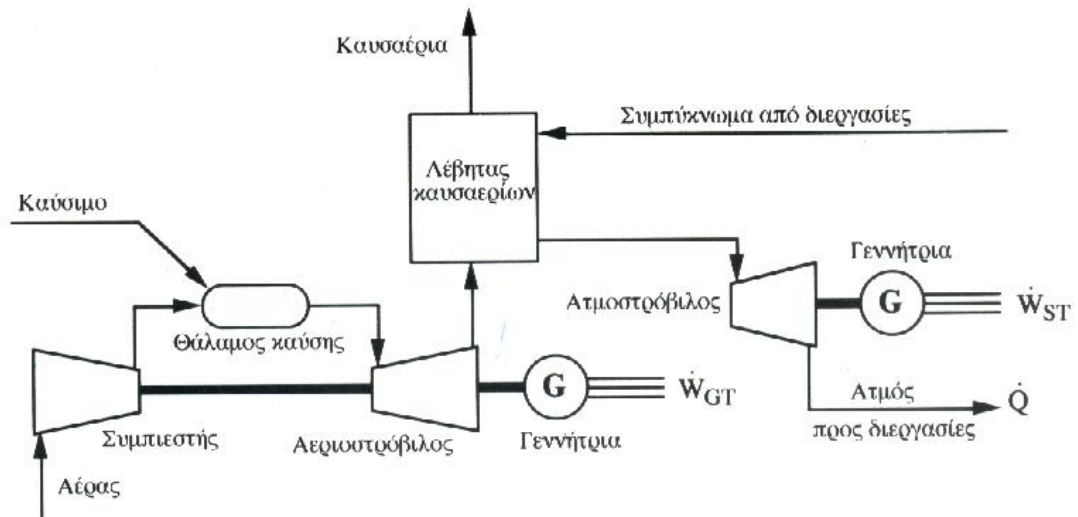 Καυσαέρια
Συμπύκνωμα από διεργασίες
Λέβητας
καυσαερίων
Καύσιμο
Γεννήτρια
Ατμοστρόβιλος
G
Ẇ_ST
Θάλαμος καύσης
G
Ẇ_GT
Ατμός
προς διεργασίες
Q̇
Συμπιεστής
Αεριοστρόβιλος
Γεννήτρια
Αέρας